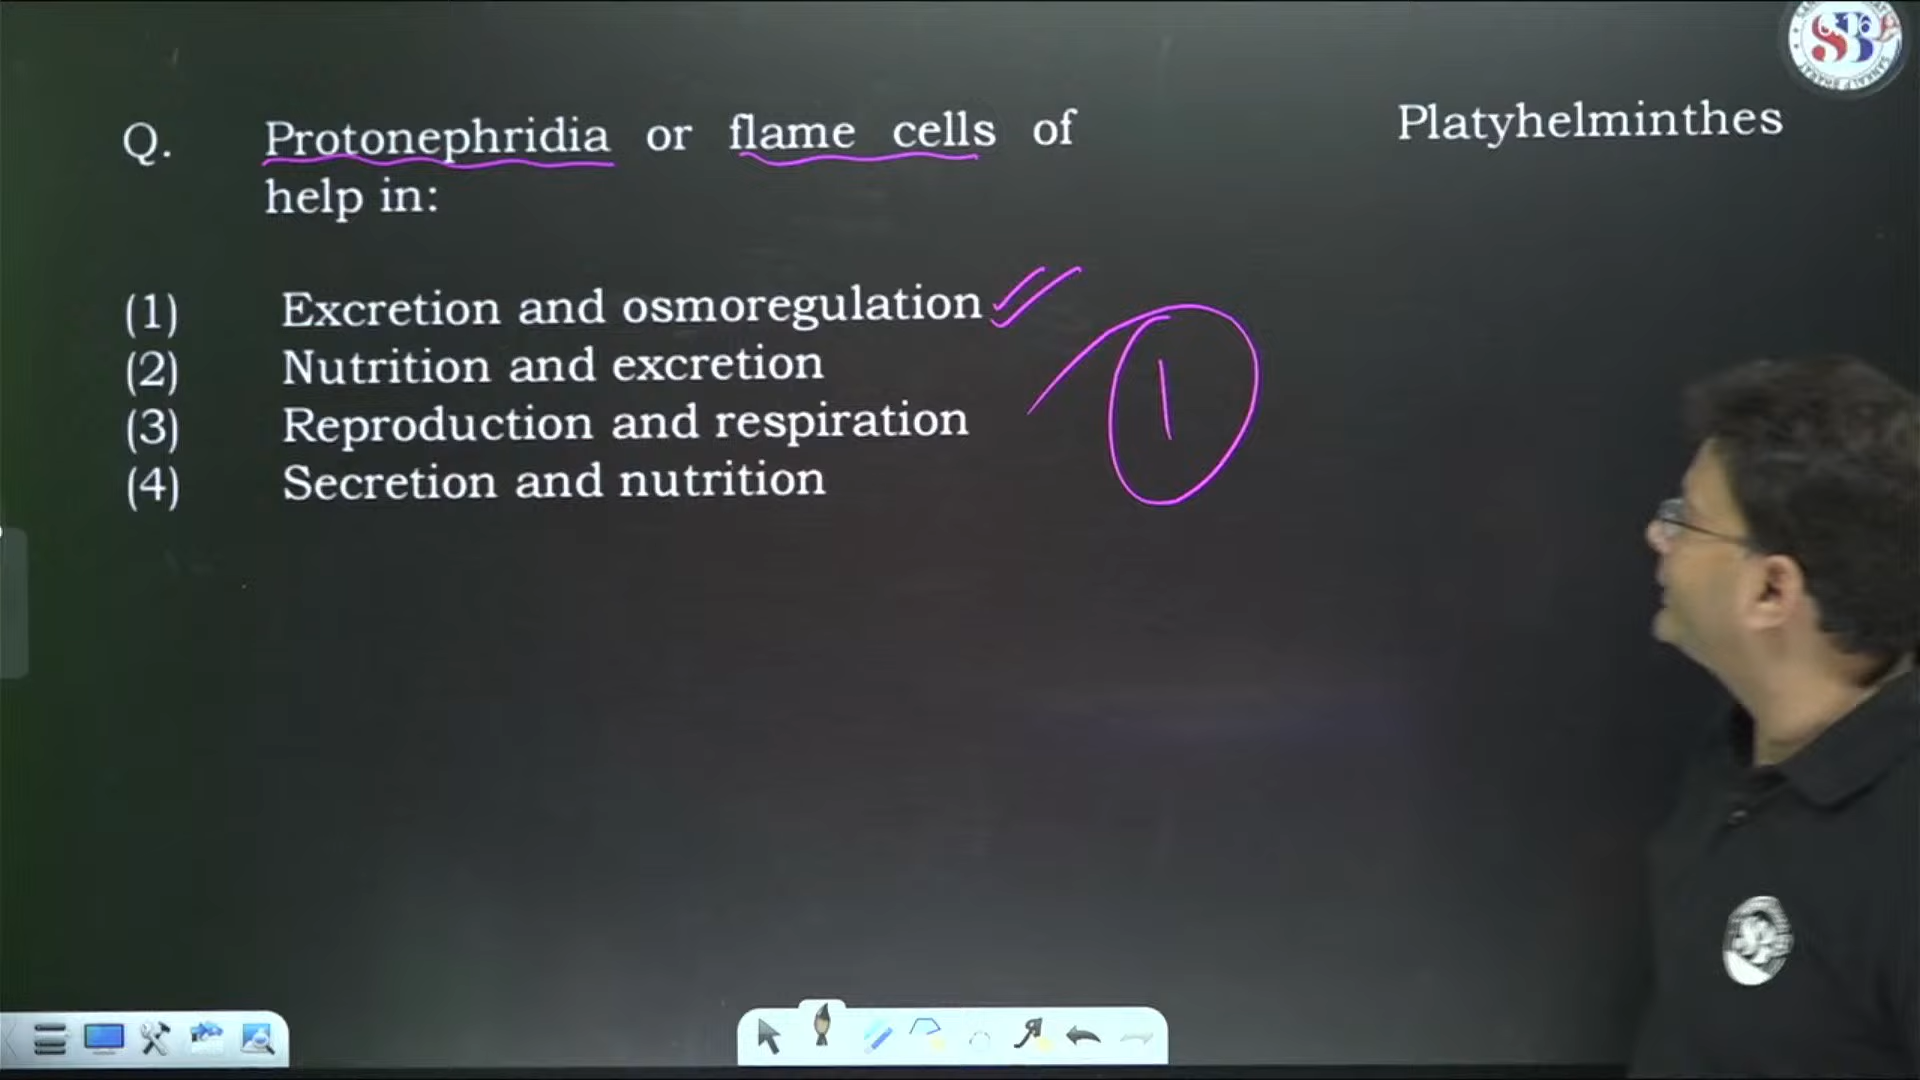 Q. Protonephridia or flame cells of Platyhelminthes
help in:
(1) Excretion and osmoregulation
(2) Nutrition and excretion
(3) Reproduction and respiration
(4) Secretion and nutrition
1